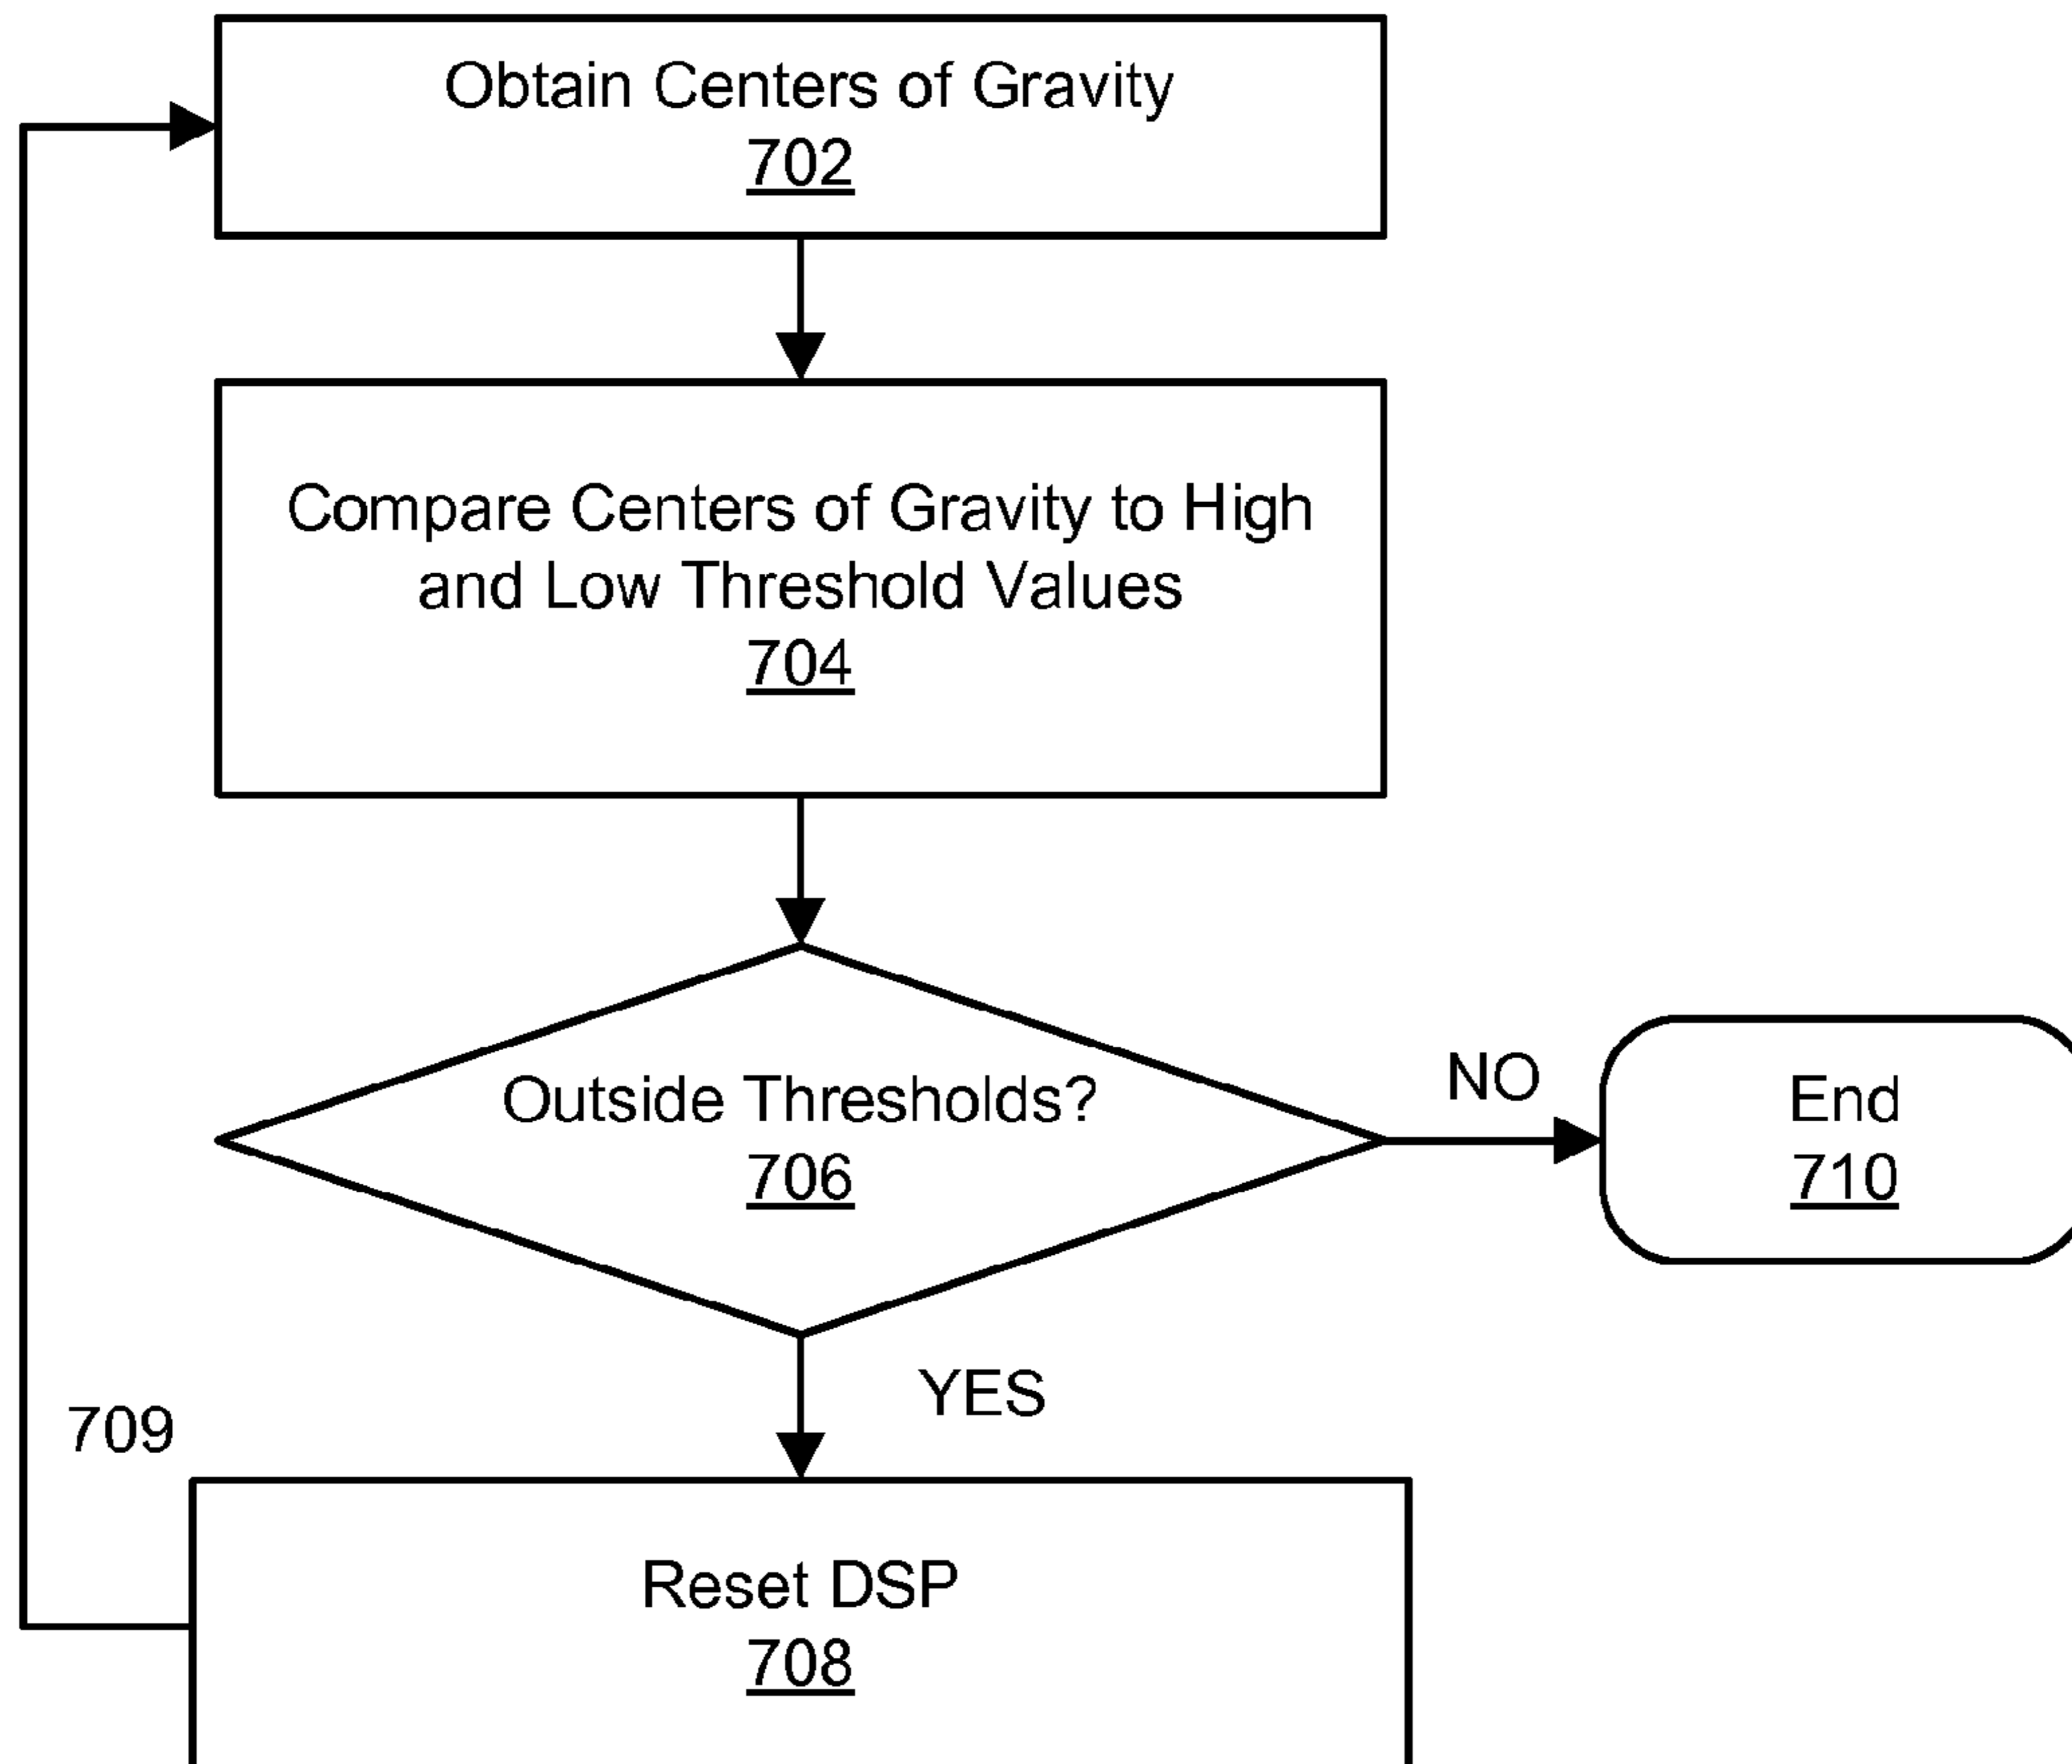 Obtain Centers of Gravity
702
Compare Centers of Gravity to High
and Low Threshold Values
704
Outside Thresholds?
706
NO
End
710
YES
709
Reset DSP
708